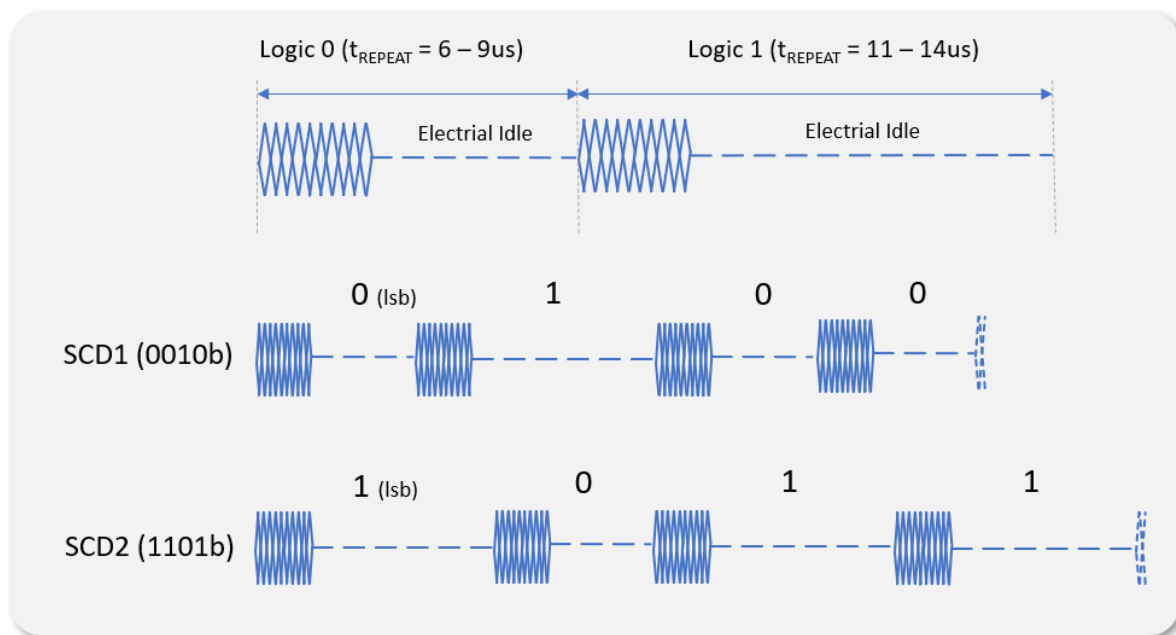 Logic 0 (tREPEAT = 6 – 9us)
Logic 1 (tREPEAT = 11 – 14us)
Electrial Idle
Electrial Idle
0 (lsb) 1 0 0
SCD1 (0010b)
1 (lsb) 0 1 1
SCD2 (1101b)